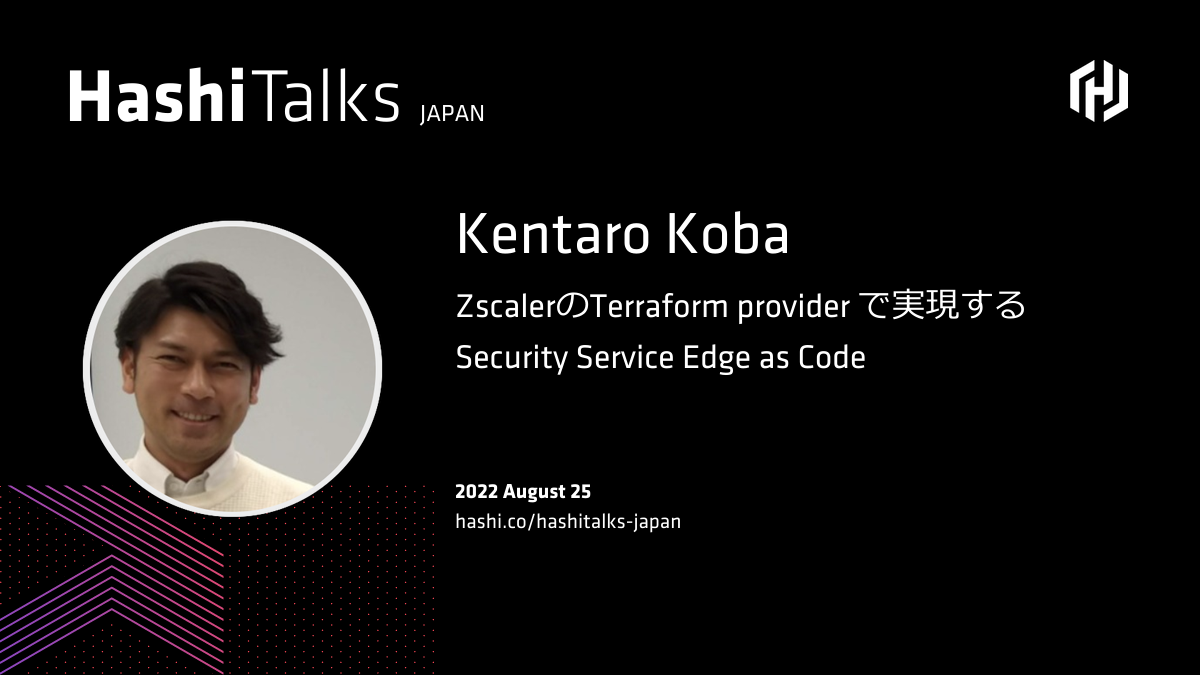 HashiTalks JAPAN
Kentaro Koba
ZscalerのTerraform provider で実現する
Security Service Edge as Code
2022 August 25
hashi.co/hashitalks-japan